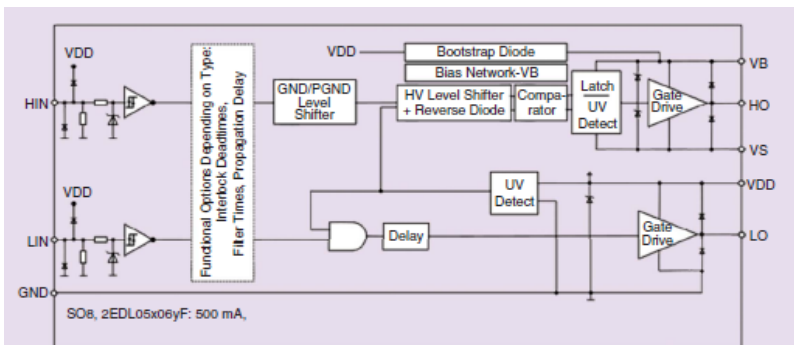 VDD
HIN
VDD
LIN
GND
Functional Options Depending on Type:
Interlock Deadtimes,
Filter Times, Propagation Delay
GND/PGND
Level
Shifter
VDD
Bootstrap Diode
Bias Network-VB
HV Level Shifter
+ Reverse Diode
Compa-
rator
Latch
UV
Detect
Gate
Drive
VB
HO
VS
UV
Detect
Delay
Gate
Drive
VDD
LO
SO8, 2EDL05x06yF: 500 mA,